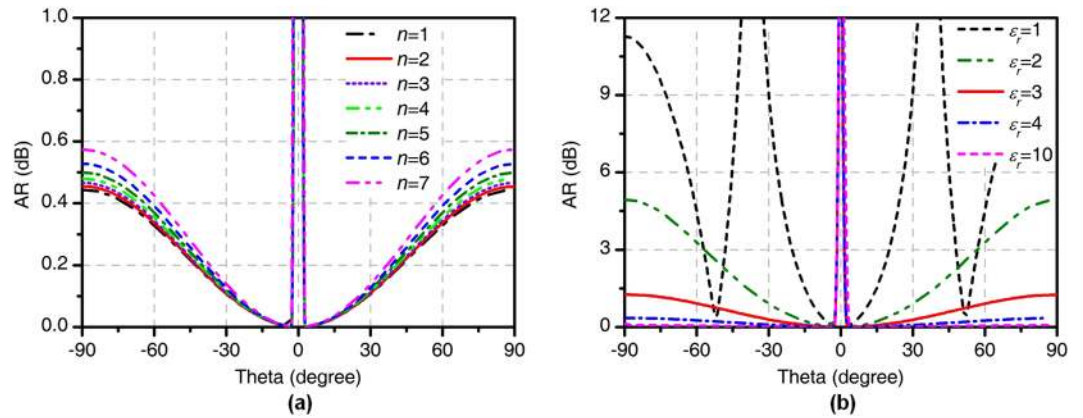 1.0
0.8
0.6
0.4
0.2
0.0
AR (dB)
-90 -60 -30 0 30 60 90
Theta (degree)
n=1
n=2
n=3
n=4
n=5
n=6
n=7
(a)
12
9
6
3
0
AR (dB)
-90 -60 -30 0 30 60 90
Theta (degree)
εr=1
εr=2
εr=3
εr=4
εr=10
(b)